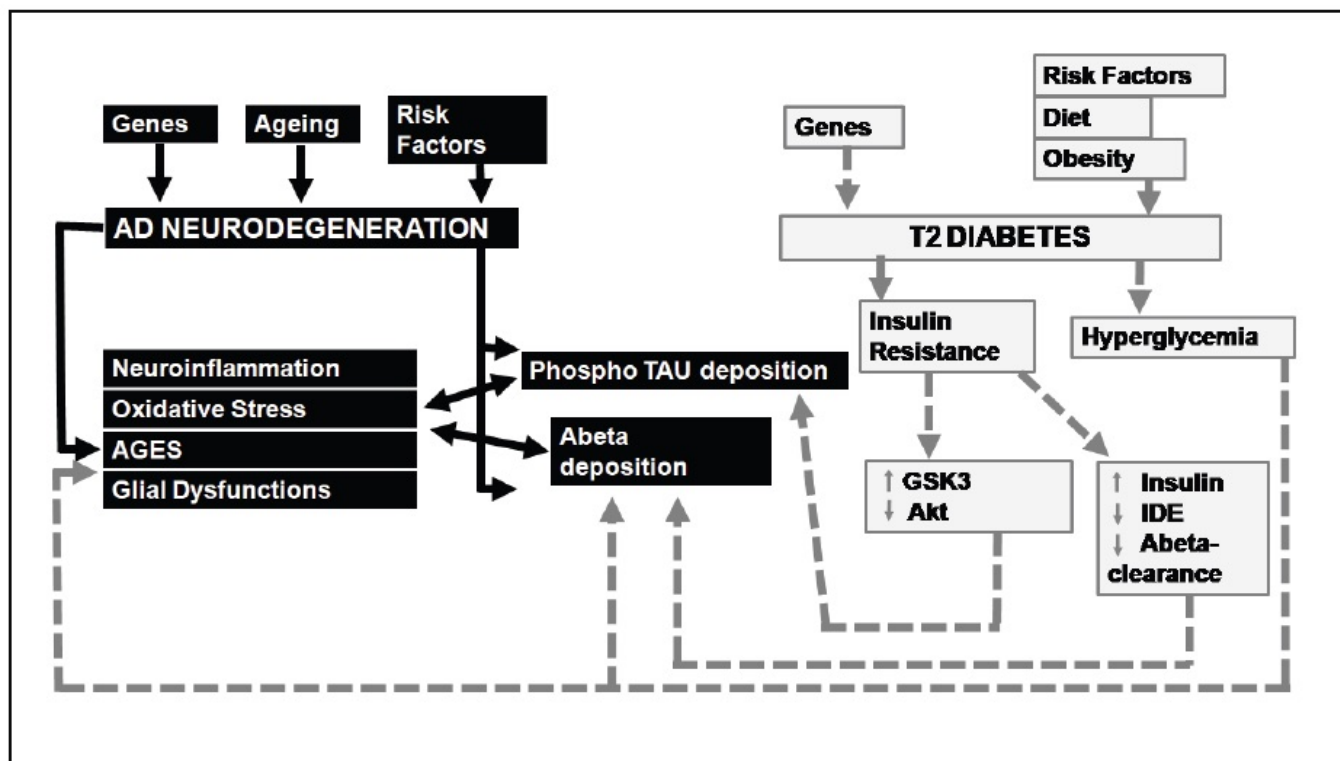 Genes
Ageing
Risk
Factors
AD NEURODEGENERATION
Neuroinflammation
Oxidative Stress
AGES
Glial Dysfunctions
Phospho TAU deposition
Abeta
deposition
Genes
Risk Factors
Diet
Obesity
T2 DIABETES
Insulin
Resistance
Hyperglycemia
↑ GSK3
↓ Akt
↑ Insulin
↓ IDE
↓ Abeta-
clearance